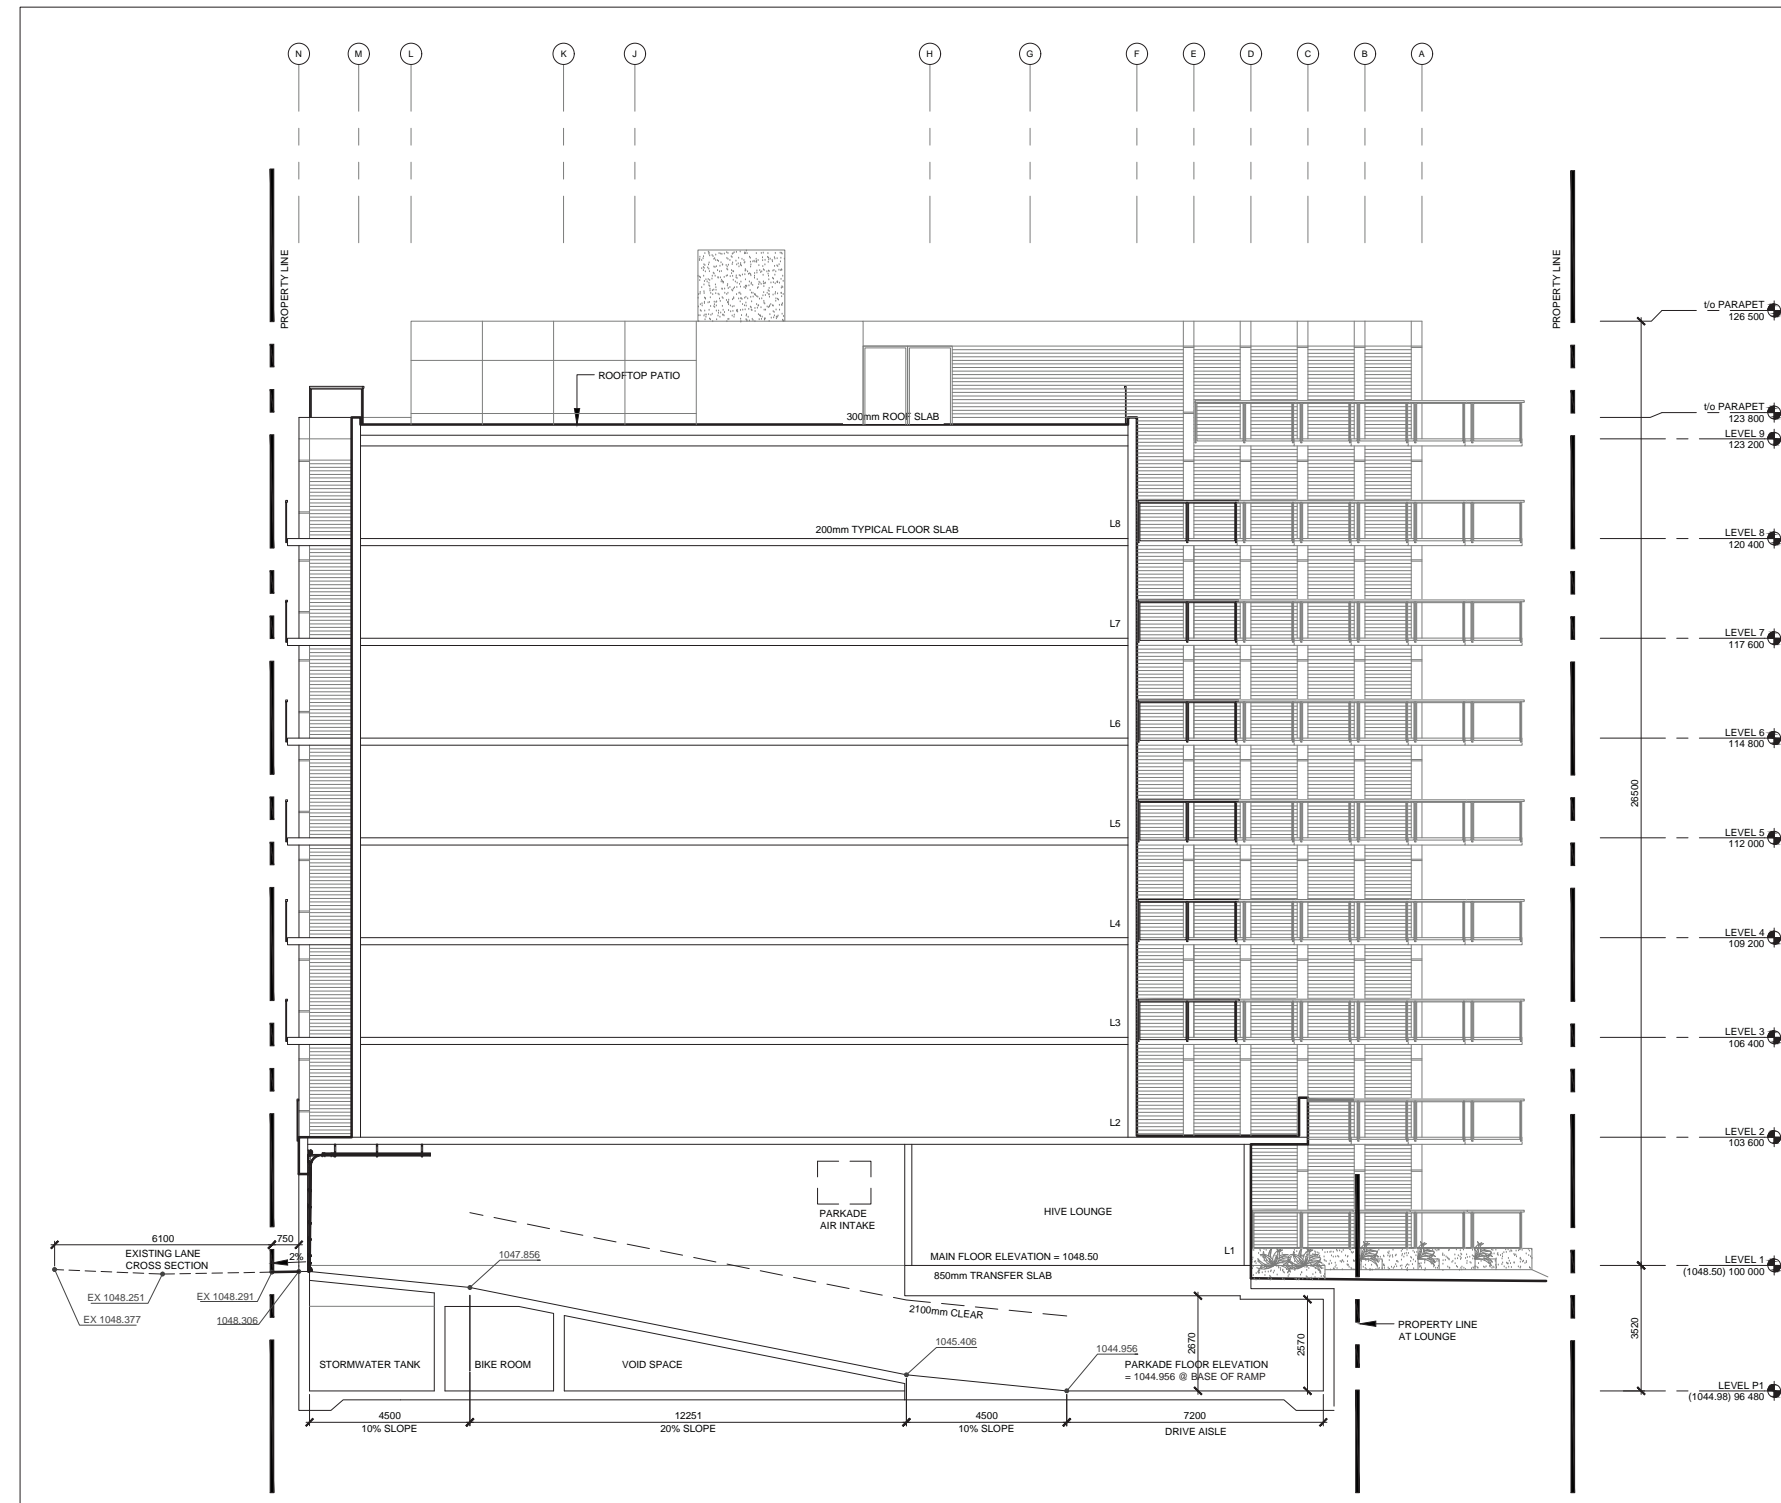 N M L K J H G F E D C B A
PROPERTY LINE
PROPERTY LINE
t/o PARAPET
126 500
ROOFTOP PATIO
300mm ROOF SLAB
t/o PARAPET
123 800
LEVEL 9
123 200
200mm TYPICAL FLOOR SLAB
L8
LEVEL 8
120 400
L7
LEVEL 7
117 600
L6
LEVEL 6
114 800
26500
L5
LEVEL 5
112 000
L4
LEVEL 4
109 200
L3
LEVEL 3
106 400
L2
LEVEL 2
103 600
PARKADE
AIR INTAKE
HIVE LOUNGE
6100
750
EXISTING LANE
CROSS SECTION
2%
1047.856
MAIN FLOOR ELEVATION = 1048.50
L1
850mm TRANSFER SLAB
LEVEL 1
(1048.50) 100 000
EX 1048.251
EX 1048.291
EX 1048.377
1048.306
2100mm CLEAR
PROPERTY LINE
AT LOUNGE
3520
1045.406
1044.956
2670
2570
STORMWATER TANK
BIKE ROOM
VOID SPACE
PARKADE FLOOR ELEVATION
= 1044.956 @ BASE OF RAMP
LEVEL P1
(1044.98) 96 480
4500
10% SLOPE
12251
20% SLOPE
4500
10% SLOPE
7200
DRIVE AISLE